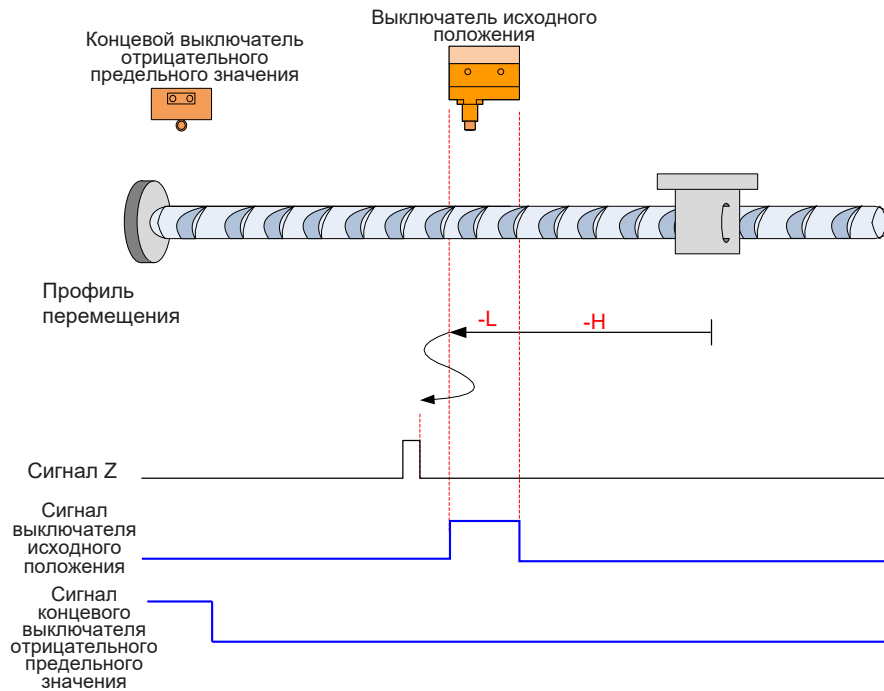 Выключатель исходного
положения
Концевой выключатель
отрицательного
предельного значения
Профиль
перемещения
-L
-H
Сигнал Z
Сигнал
выключателя
исходного
положения
Сигнал
концевого
выключателя
отрицательного
предельного
значения